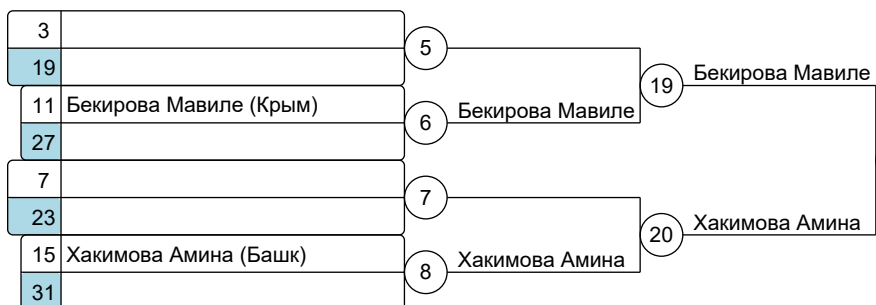 3
19
5
11 Бекирова Мавиле (Крым)
27
6 Бекирова Мавиле
19 Бекирова Мавиле
7
23
7
15 Хакимова Амина (Башк)
31
8 Хакимова Амина
20 Хакимова Амина